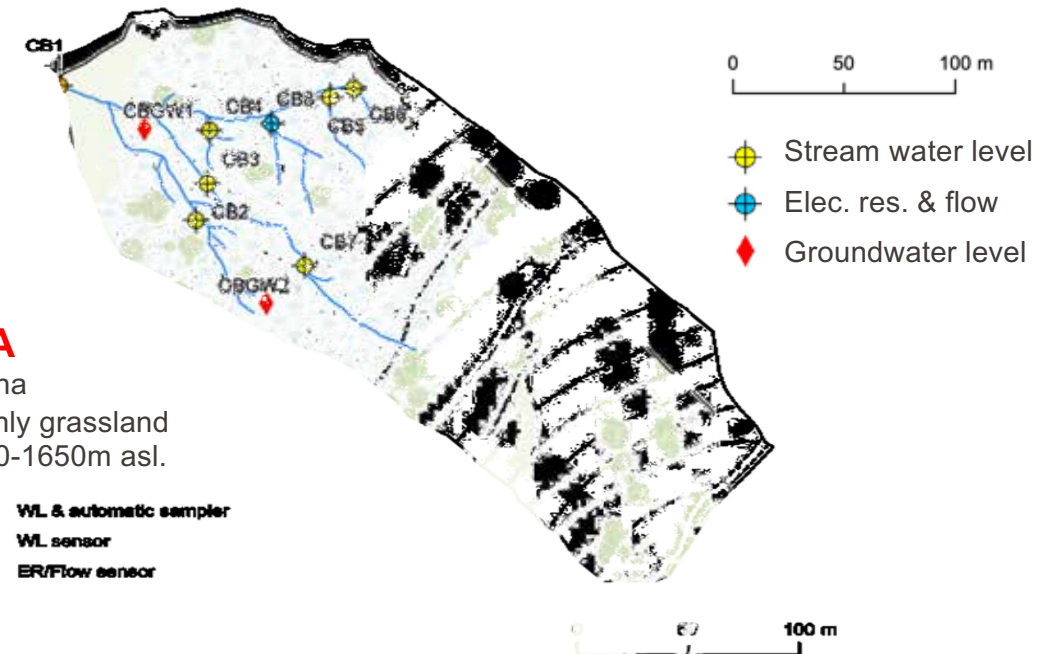 CB1
0 50 100 m
CBGW1 CB4 CB8
CB5 CB6
CB3
CB2
CB7
CBGW2
Stream water level
Elec. res. & flow
Groundwater level
A
na
nly grassland
0-1650m asl.
WL & automatic sampler
WL sensor
ER/Flow sensor
100 m